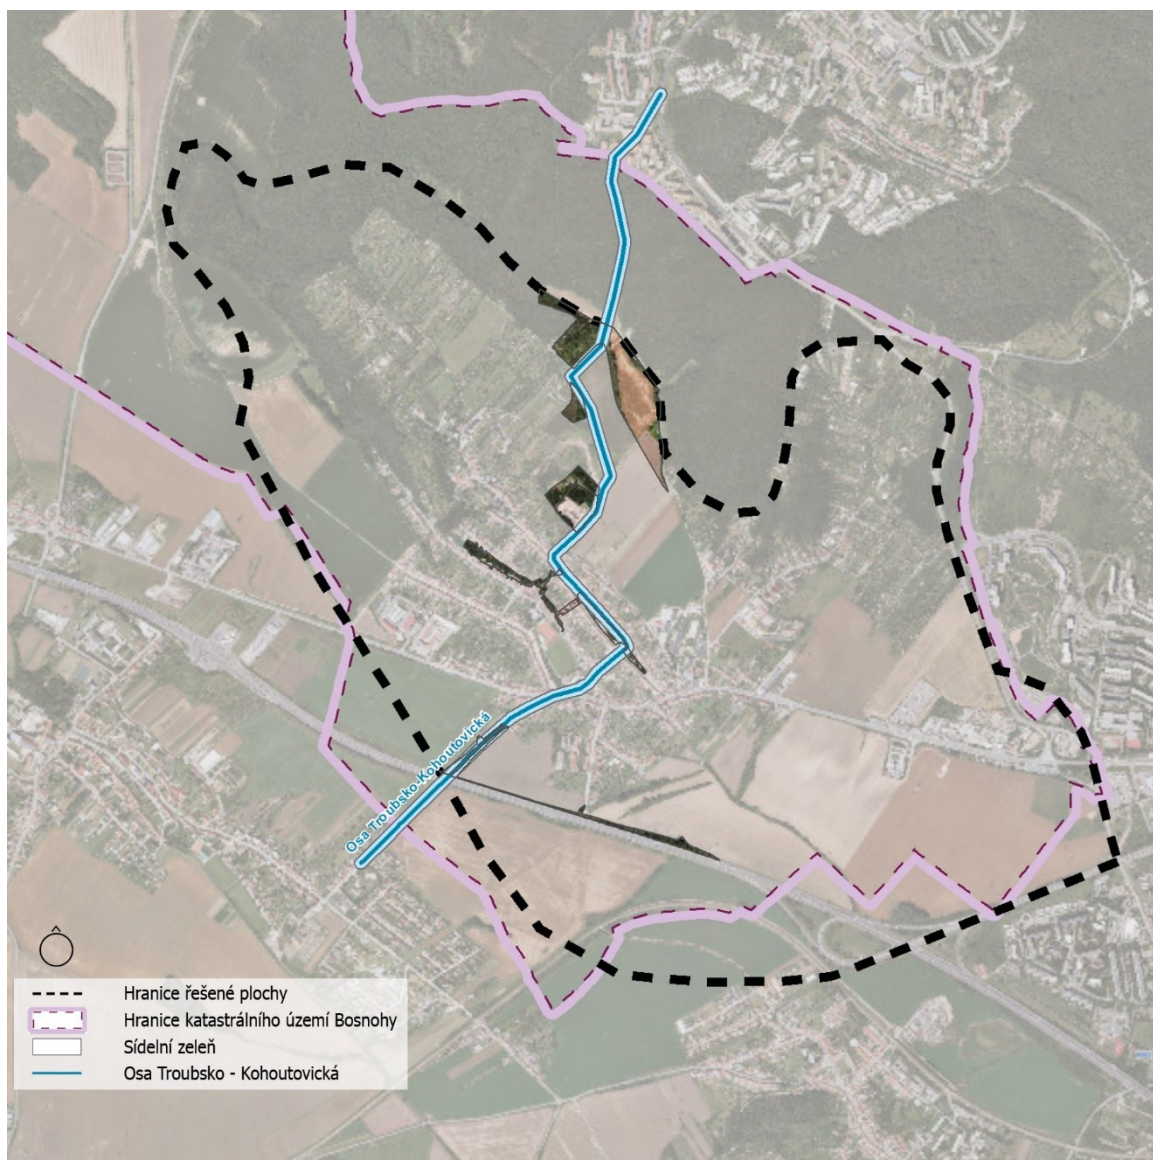 Osa Troubsko-Kohoutovická
Hranice řešené plochy
Hranice katastrálního území Bosnohy
Sídelní zeleň
Osa Troubsko - Kohoutovická